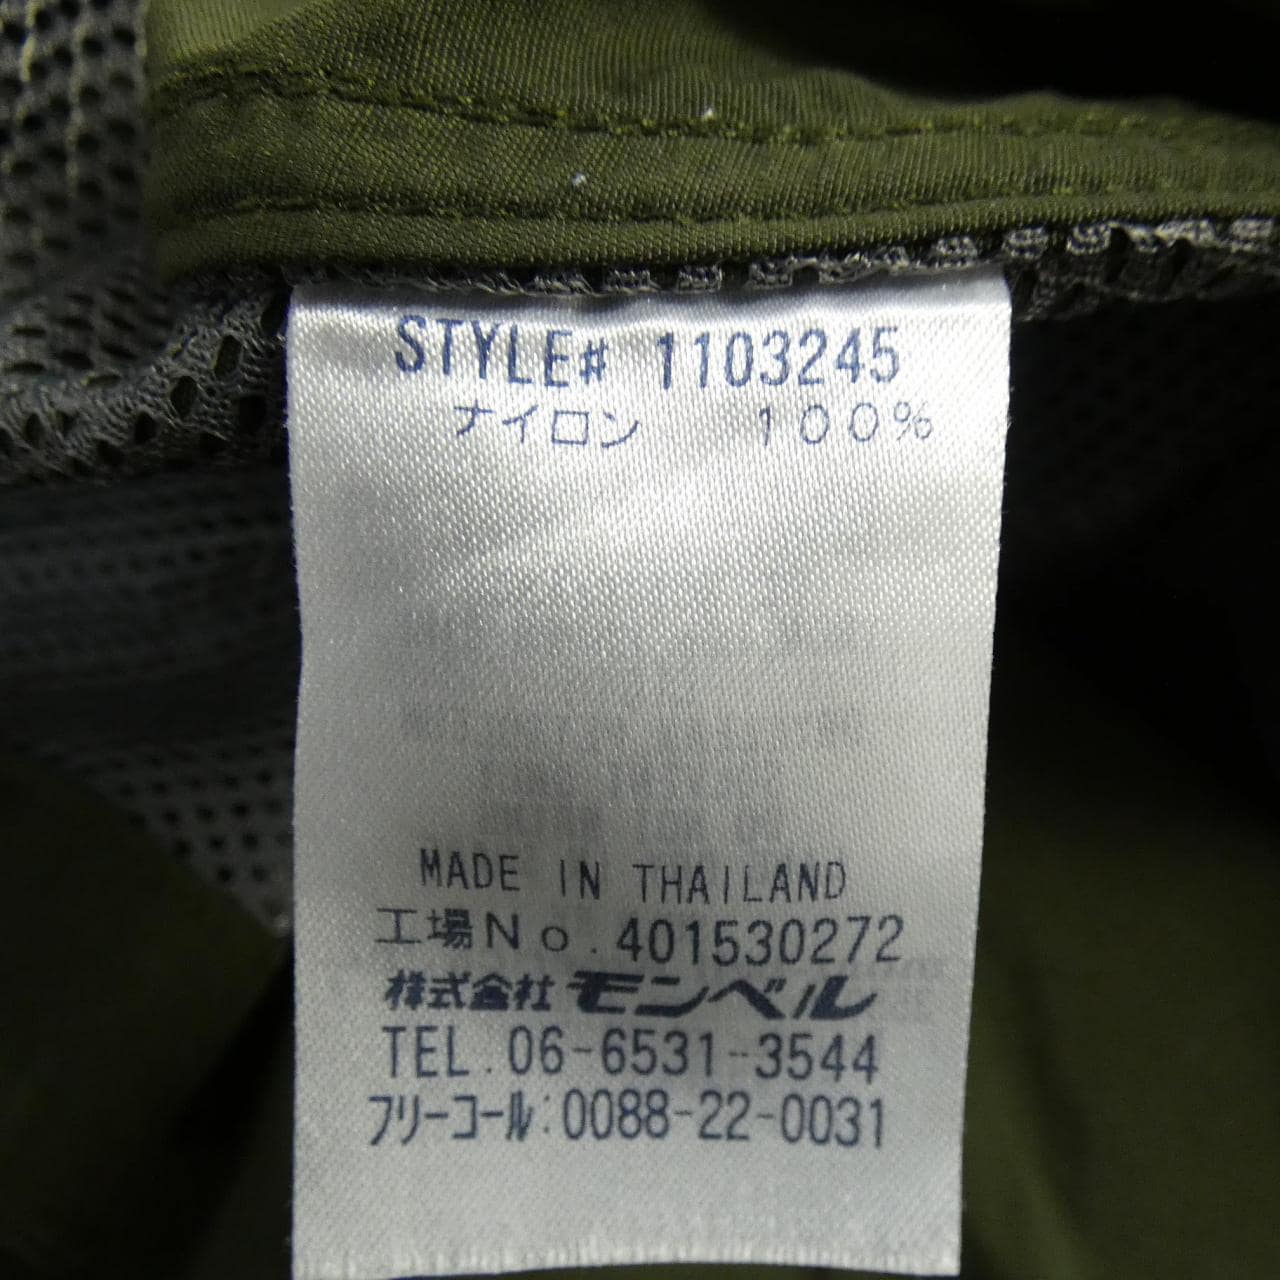 STYLE# 1103245
ナイロン 100%
MADE IN THAILAND
工場No.401530272
株式会社モンベル
TEL.06-6531-3544
フリーコール:0088-22-0031